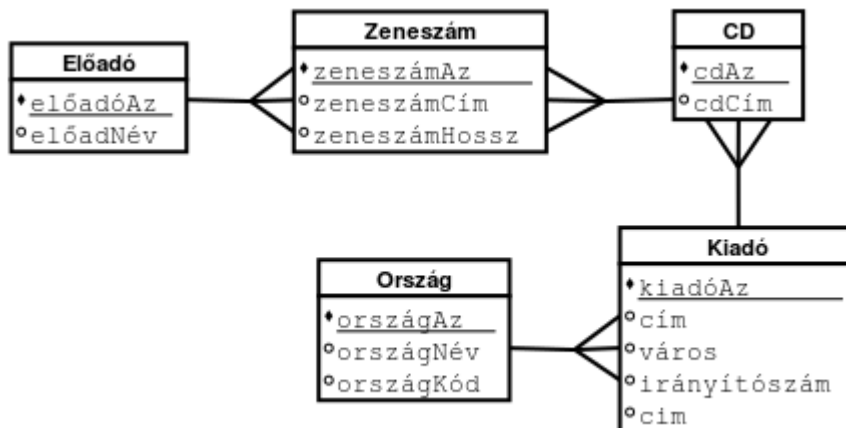 Előadó
előadóAz
előadNév
Zeneszám
zeneszámAz
zeneszámCím
zeneszámHossz
CD
cdAz
cdCím
Ország
országAz
országNév
országKód
Kiadó
kiadóAz
cím
város
irányítószám
cim